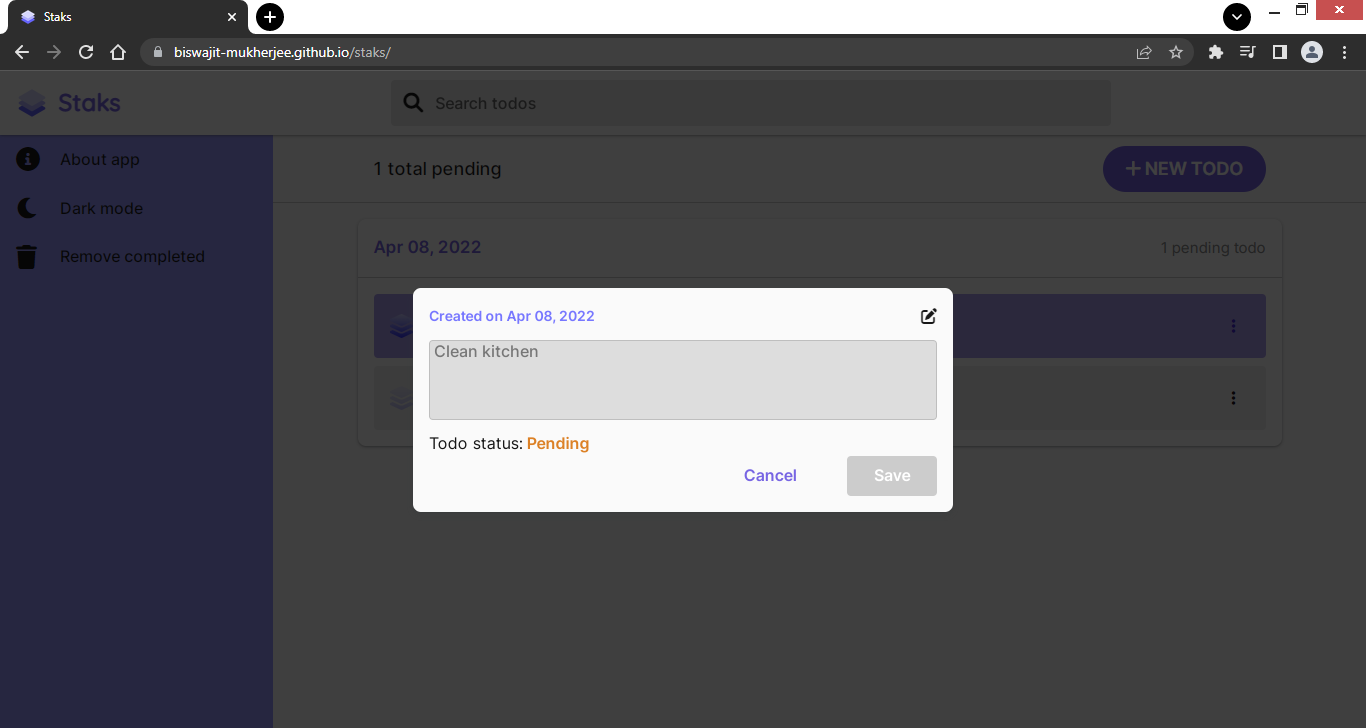 Staks
biswajit-mukherjee.github.io/staks/
Staks
Search todos
About app
Dark mode
Remove completed
1 total pending
+ NEW TODO
Apr 08, 2022
1 pending todo
Created on Apr 08, 2022
Clean kitchen
Todo status: Pending
Cancel
Save